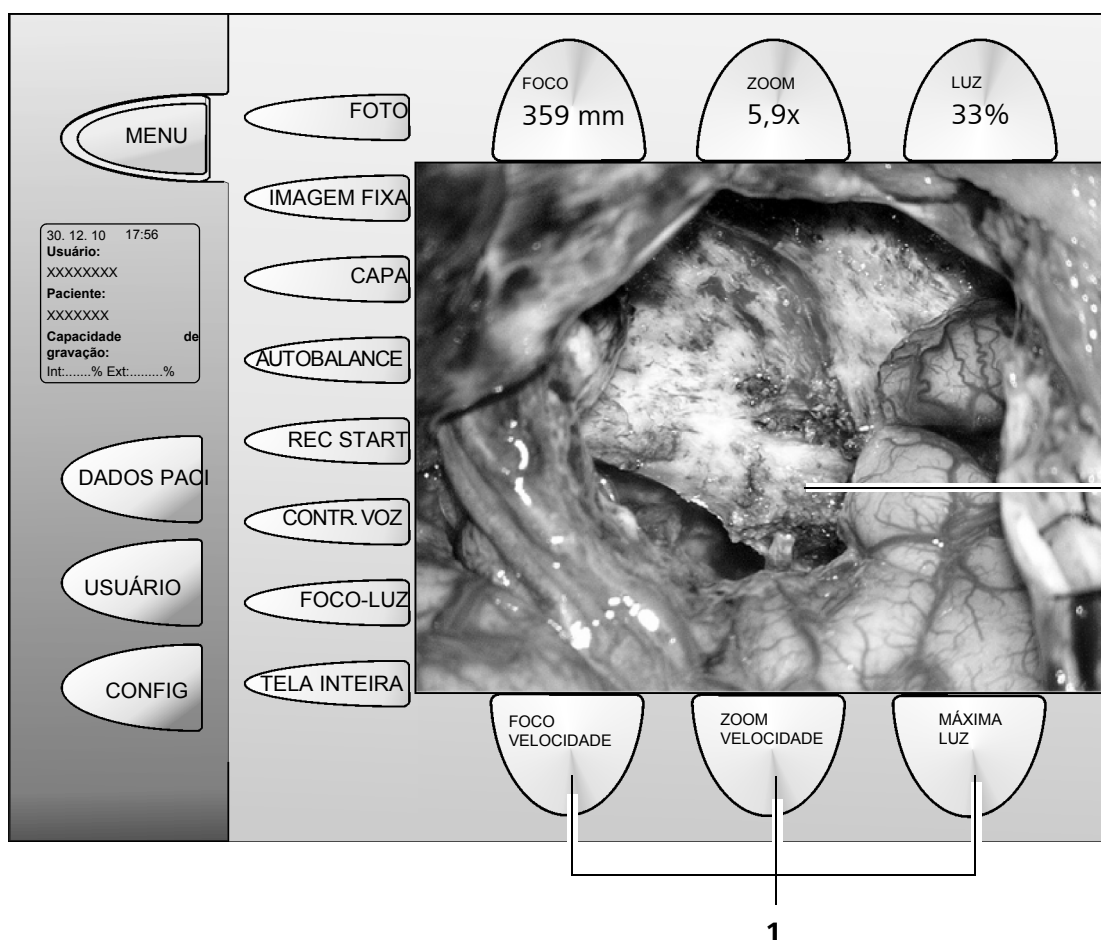 MENU
30. 12. 10 17:56
Usuário:
XXXXXXXX
Paciente:
XXXXXXX
Capacidade de
gravação:
Int:.......% Ext:.........%
DADOS PACI
USUÁRIO
CONFIG
FOTO
IMAGEM FIXA
CAPA
AUTOBALANCE
REC START
CONTR. VOZ
FOCO-LUZ
TELA INTEIRA
FOCO
359 mm
ZOOM
5,9x
LUZ
33%
FOCO
VELOCIDADE
ZOOM
VELOCIDADE
MÁXIMA
LUZ
1